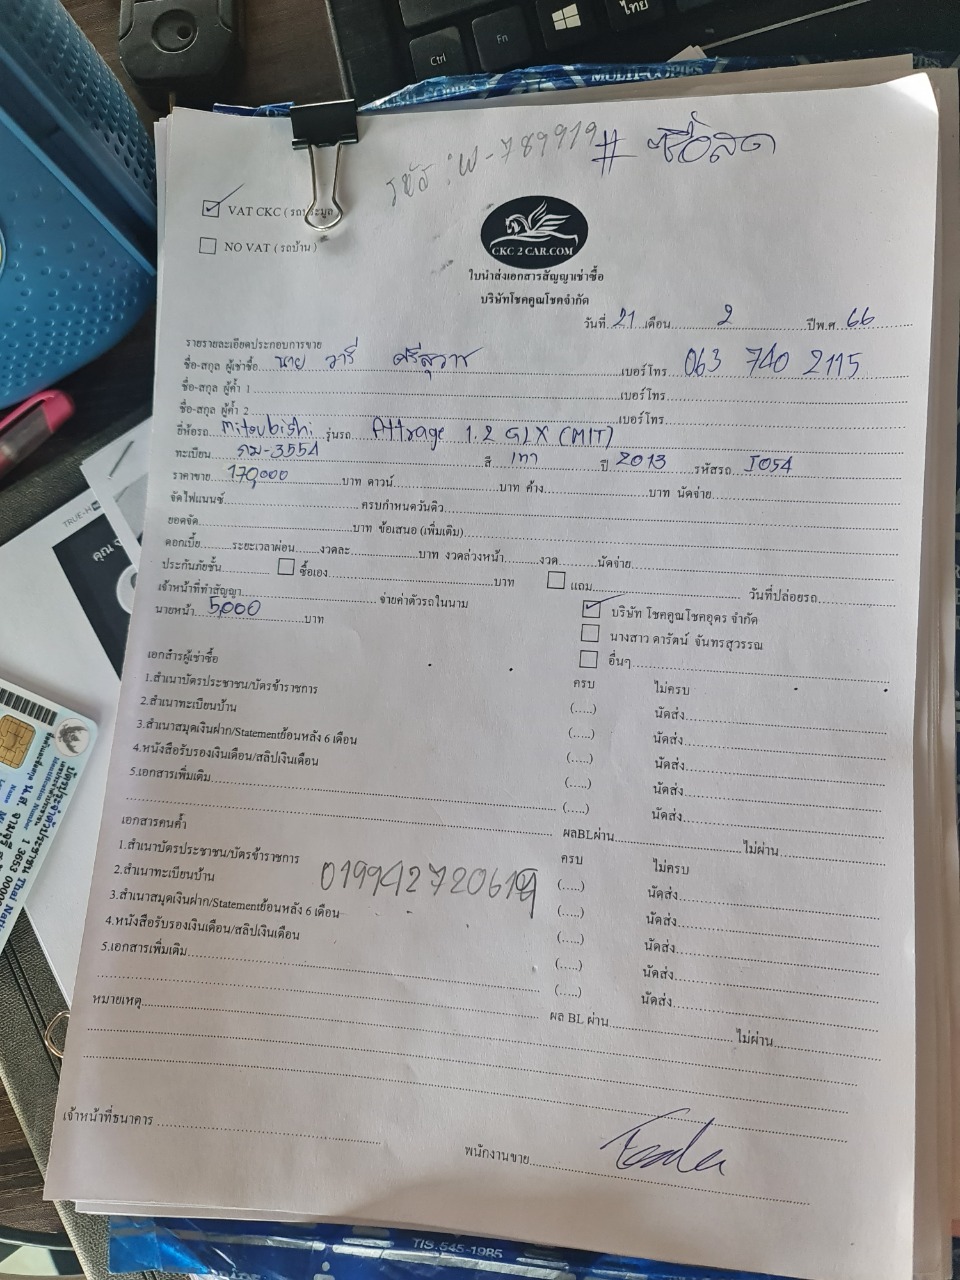 Ctrl
Fn
ไทย
MULTI-COPIES
รหัส : W-789919 # ซื้อสด
VAT CKC ( รถประมูล
NO VAT ( รถบ้าน )
CKC 2 CAR.COM
ใบนำส่งเอกสารสัญญาเช่าซื้อ
บริษัทโชคคูณโชคจำกัด
วันที่ 21 เดือน 2 ปีพ.ศ. 66
รายรายละเอียดประกอบการขาย
ชื่อ-สกุล ผู้เช่าซื้อ นาย วารี ศรีสุวาช เบอร์โทร 063 740 2115
ชื่อ-สกุล ผู้ค้ำ 1 เบอร์โทร
ชื่อ-สกุล ผู้ค้ำ 2 เบอร์โทร
ยี่ห้อรถ mitsubishi รุ่นรถ Attrage 1.2 GLX (MIT)
ทะเบียน กม-3554 สี เทา ปี 2013 รหัสรถ J054
ราคาขาย 170,000 บาท ดาวน์ บาท ค้าง บาท นัดจ่าย
จัดไฟแนนซ์ ครบกำหนดวันดิว
ยอดจัด บาท ข้อเสนอ (เพิ่มเติม)
ดอกเบี้ย ระยะเวลาผ่อน งวดละ บาท งวดล่วงหน้า งวด นัดจ่าย
ประกันภัยชั้น ซื้อเอง บาท แถม วันที่ปล่อยรถ
เจ้าหน้าที่ทำสัญญา จ่ายค่าตัวรถในนาม บริษัท โชคคูณโชคอุดร จำกัด
นายหน้า 5,000 บาท นางสาว ดารัตน์ จันทรสุวรรณ
อื่นๆ
เอกสารผู้เช่าซื้อ ครบ ไม่ครบ
1.สำเนาบัตรประชาชน/บัตรข้าราชการ (.....) นัดส่ง
2.สำเนาทะเบียนบ้าน (.....) นัดส่ง
3.สำเนาสมุดเงินฝาก/Statementย้อนหลัง 6 เดือน (.....) นัดส่ง
4.หนังสือรับรองเงินเดือน/สลิปเงินเดือน (.....) นัดส่ง
5.เอกสารเพิ่มเติม (.....) นัดส่ง
ผลBLผ่าน ไม่ผ่าน
เอกสารคนค้ำ ครบ ไม่ครบ
1.สำเนาบัตรประชาชน/บัตรข้าราชการ (.....) นัดส่ง
2.สำเนาทะเบียนบ้าน 019942720619 (.....) นัดส่ง
3.สำเนาสมุดเงินฝาก/Statementย้อนหลัง 6 เดือน (.....) นัดส่ง
4.หนังสือรับรองเงินเดือน/สลิปเงินเดือน (.....) นัดส่ง
5.เอกสารเพิ่มเติม (.....) นัดส่ง
ผล BL ผ่าน ไม่ผ่าน
หมายเหตุ
เจ้าหน้าที่ธนาคาร
พนักงานขาย
TIS.545-1985